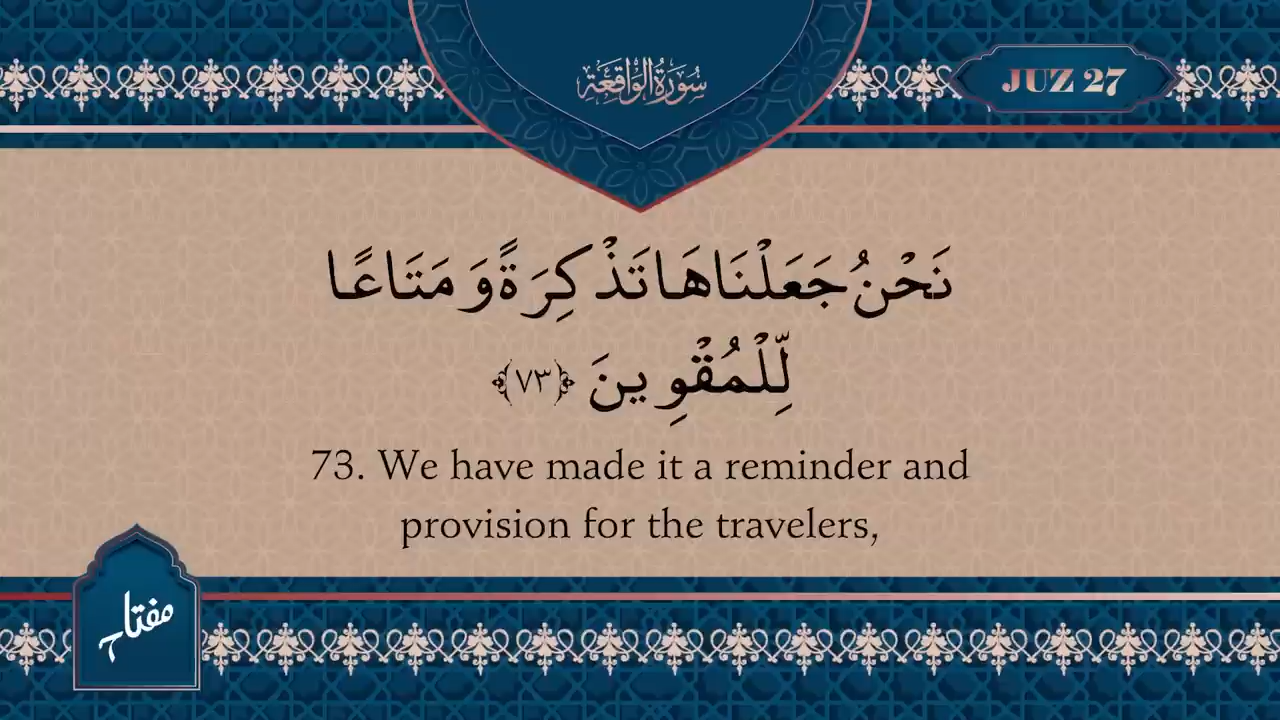 سُورَةُ الْوَاقِعَةِ
JUZ 27
نَحْنُ جَعَلْنَاهَا تَذْكِرَةً وَمَتَاعًا
لِّلْمُقْوِينَ ﴿٧٣﴾
73. We have made it a reminder and
provision for the travelers,
مفتاح